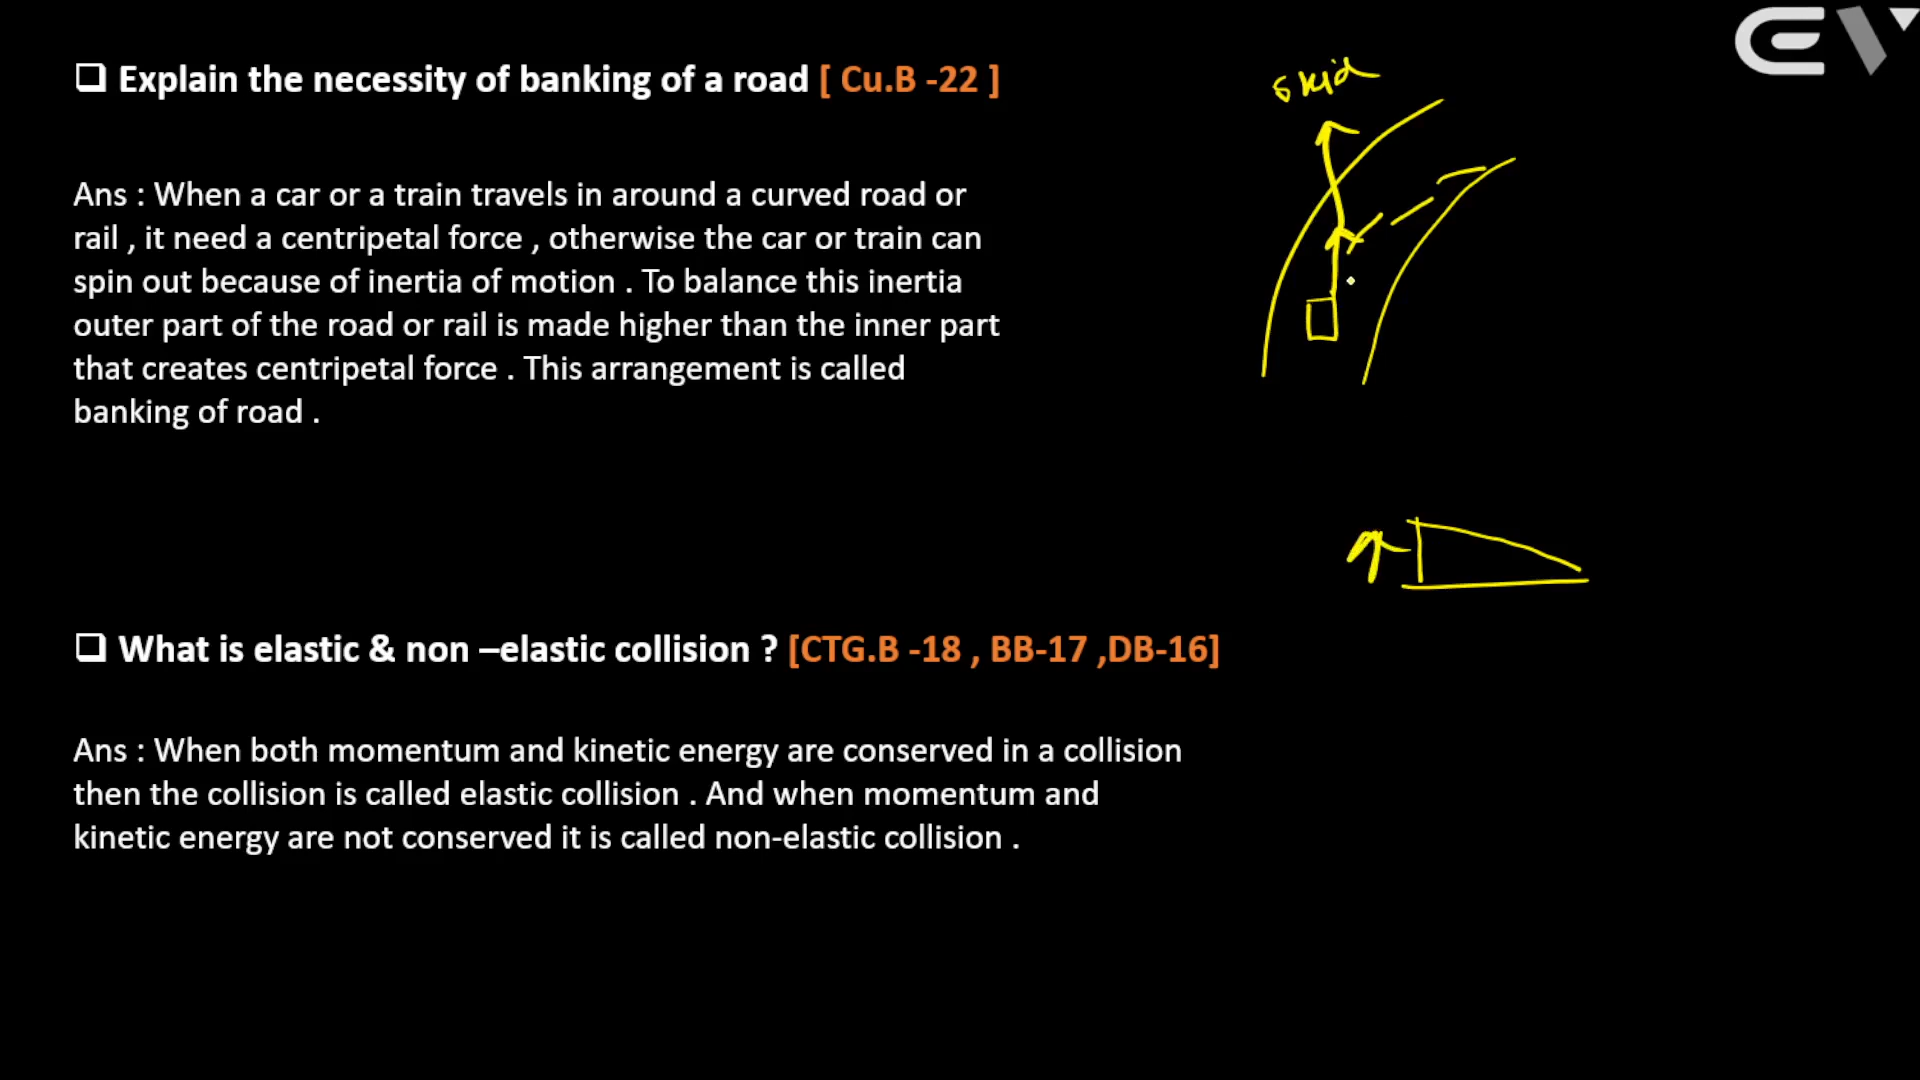 Explain the necessity of banking of a road [ Cu.B -22 ]
skid
Ans : When a car or a train travels in around a curved road or
rail , it need a centripetal force , otherwise the car or train can
spin out because of inertia of motion . To balance this inertia
outer part of the road or rail is made higher than the inner part
that creates centripetal force . This arrangement is called
banking of road .
What is elastic & non –elastic collision ? [CTG.B -18 , BB-17 ,DB-16]
Ans : When both momentum and kinetic energy are conserved in a collision
then the collision is called elastic collision . And when momentum and
kinetic energy are not conserved it is called non-elastic collision .